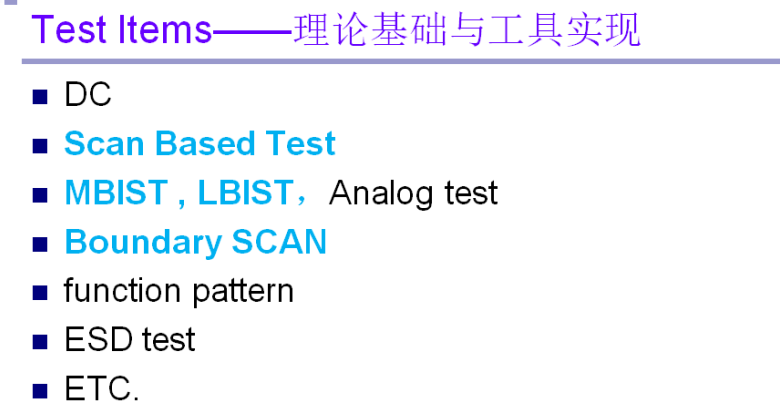 Test Items——理论基础与工具实现
DC
Scan Based Test
MBIST , LBIST，Analog test
Boundary SCAN
function pattern
ESD test
ETC.